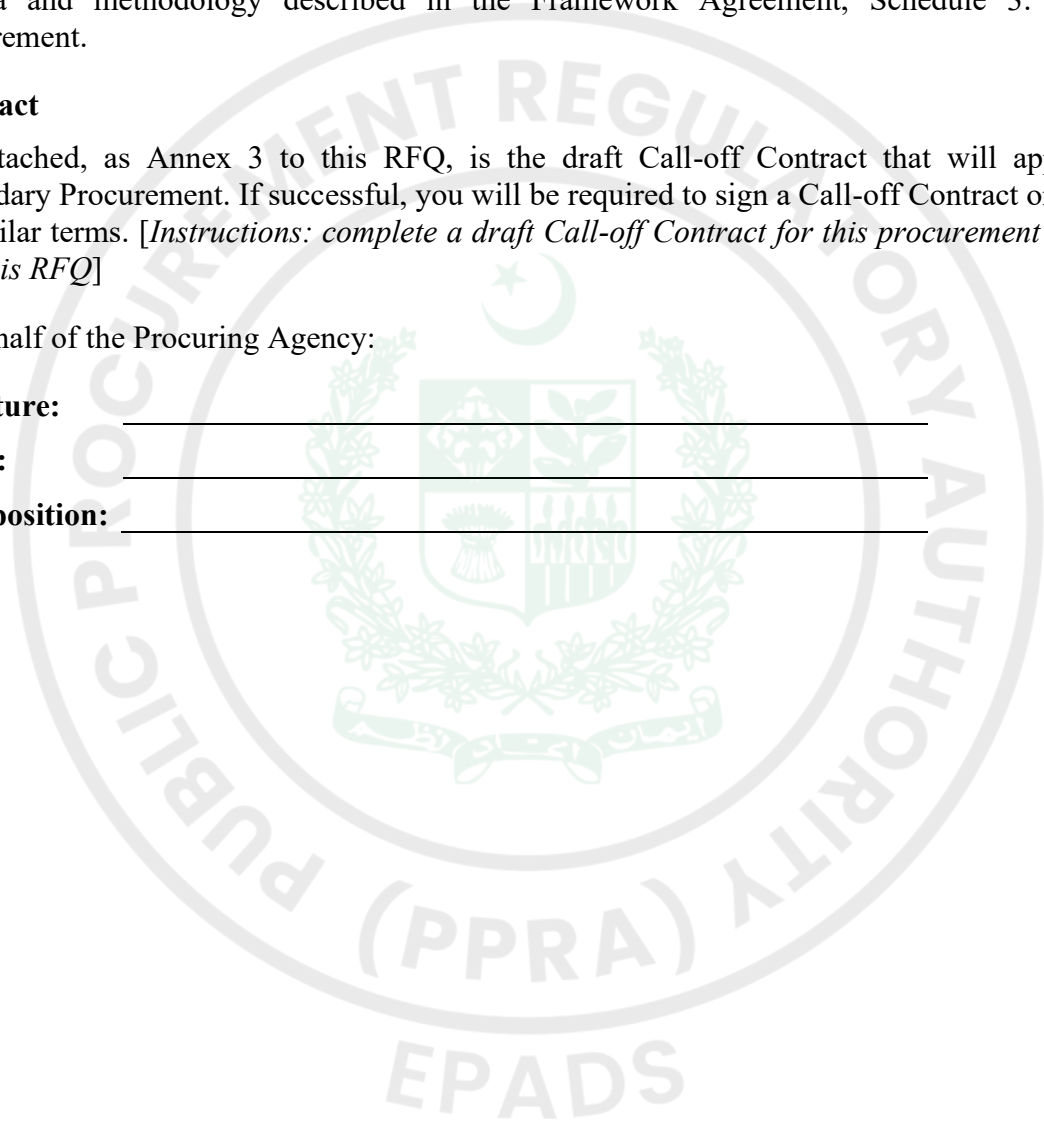 a and methodology described in the Framework Agreement, Schedule 5:
rement.
act
tached, as Annex 3 to this RFQ, is the draft Call-off Contract that will ap
dary Procurement. If successful, you will be required to sign a Call-off Contract o
ilar terms. [Instructions: complete a draft Call-off Contract for this procurement
is RFQ]
half of the Procuring Agency:
ture:
:
position:
PUBLIC PROCUREMENT REGULATORY AUTHORITY
(PPRA)
EPADS